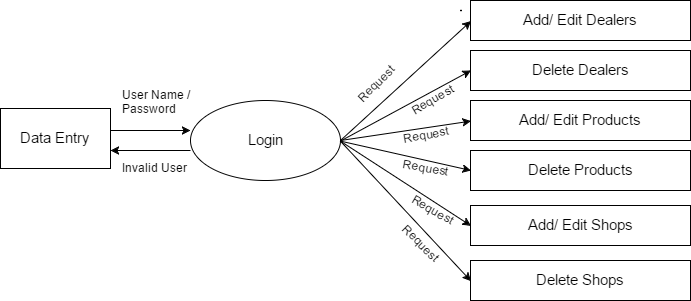 Add/ Edit Dealers
Request
Delete Dealers
Request
User Name /
Password
Add/ Edit Products
Request
Data Entry
Login
Invalid User
Delete Products
Request
Add/ Edit Shops
Request
Delete Shops
Request